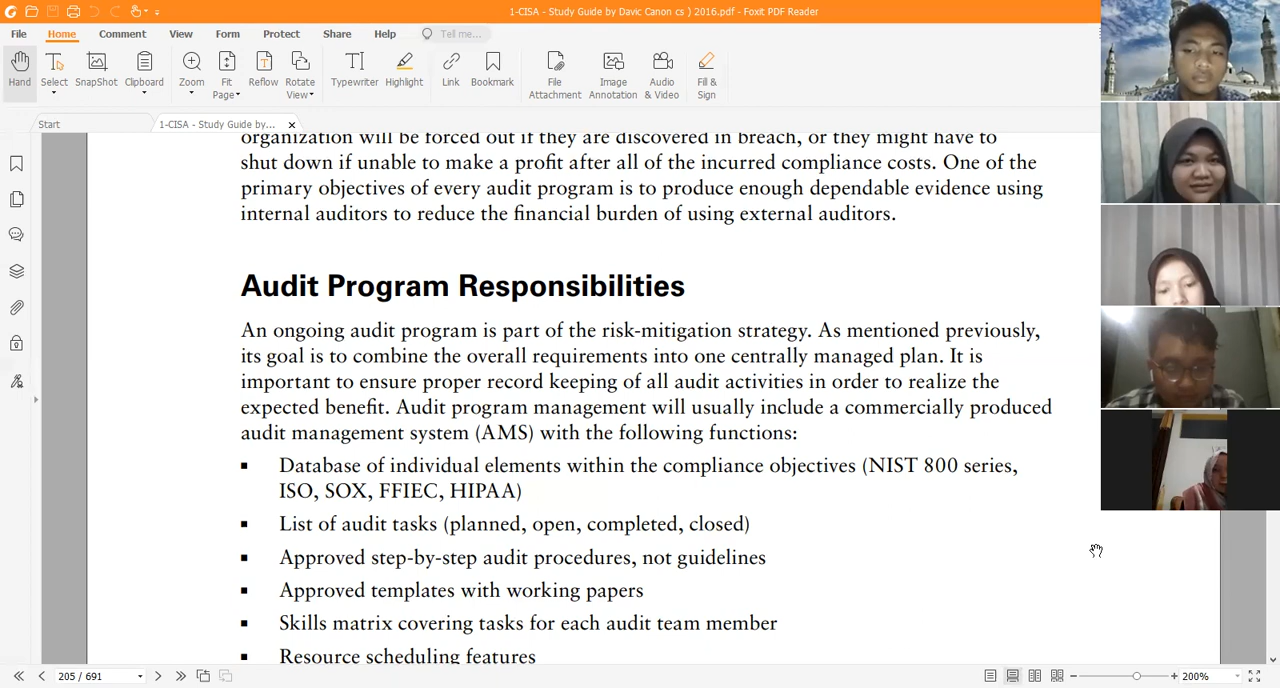 1-CISA - Study Guide by Davic Canon cs ) 2016.pdf - Foxit PDF Reader
File Home Comment View Form Protect Share Help Tell me...
Hand Select SnapShot Clipboard Zoom Fit Page Reflow Rotate View Typewriter Highlight Link Bookmark File Attachment Image Annotation Audio & Video Fill & Sign
Start 1-CISA - Study Guide by...
organization will be forced out if they are discovered in breach, or they might have to
shut down if unable to make a profit after all of the incurred compliance costs. One of the
primary objectives of every audit program is to produce enough dependable evidence using
internal auditors to reduce the financial burden of using external auditors.
Audit Program Responsibilities
An ongoing audit program is part of the risk-mitigation strategy. As mentioned previously,
its goal is to combine the overall requirements into one centrally managed plan. It is
important to ensure proper record keeping of all audit activities in order to realize the
expected benefit. Audit program management will usually include a commercially produced
audit management system (AMS) with the following functions:
▪ Database of individual elements within the compliance objectives (NIST 800 series,
ISO, SOX, FFIEC, HIPAA)
▪ List of audit tasks (planned, open, completed, closed)
▪ Approved step-by-step audit procedures, not guidelines
▪ Approved templates with working papers
▪ Skills matrix covering tasks for each audit team member
▪ Resource scheduling features
205 / 691 200%